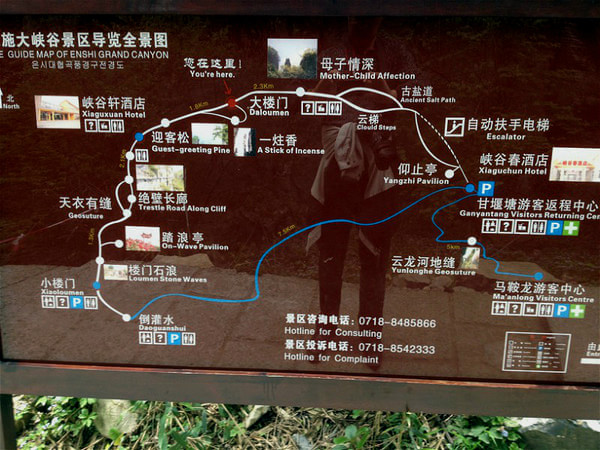 施大峡谷景区导览全景图
E GUIDE MAP OF ENSHI GRAND CANYON
은시대협곡풍경구전경도
北
North
您在这里!
You're here.
母子情深
Mother-Child Affection
2.3Km
1.8Km
古盐道
Ancient Salt Path
大楼门
Daloumen
峡谷轩酒店
Xiaguxuan Hotel
云梯
Clould Steps
自动扶手电梯
Escalator
迎客松
Guest-greeting Pine
一炷香
A Stick of Incense
峡谷春酒店
Xiaguchun Hotel
仰止亭
Yangzhi Pavilion
P
绝壁长廊
Trestle Road Along Cliff
甘堰塘游客返程中心
Ganyantang Visitors Returning Cen
P
天衣有缝
Geosuture
踏浪亭
On-Wave Pavilion
7.8Km
5Km
云龙河地缝
Yunlonghe Geosuture
楼门石浪
Loumen Stone Waves
小楼门
Xiaoloumen
P
马鞍龙游客中心
Ma'anlong Visitors Centre
P
倒灌水
Daoguanshui
P
景区咨询电话：0718-8485866
Hotline for Consulting
景区投诉电话：0718-8542333
Hotline for Complaint
由
Entr